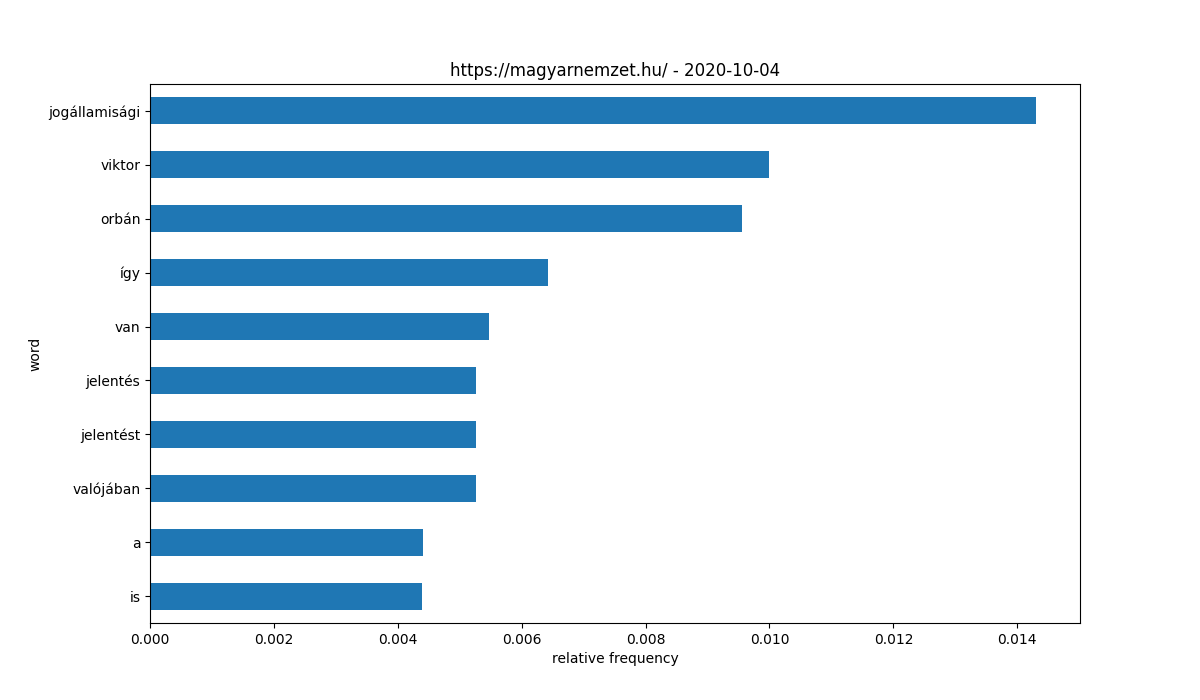 https://magyarnemzet.hu/ - 2020-10-04
jogállamisági
viktor
orbán
így
van
word
jelentés
jelentést
valójában
a
is
0.000 0.002 0.004 0.006 0.008 0.010 0.012 0.014
relative frequency